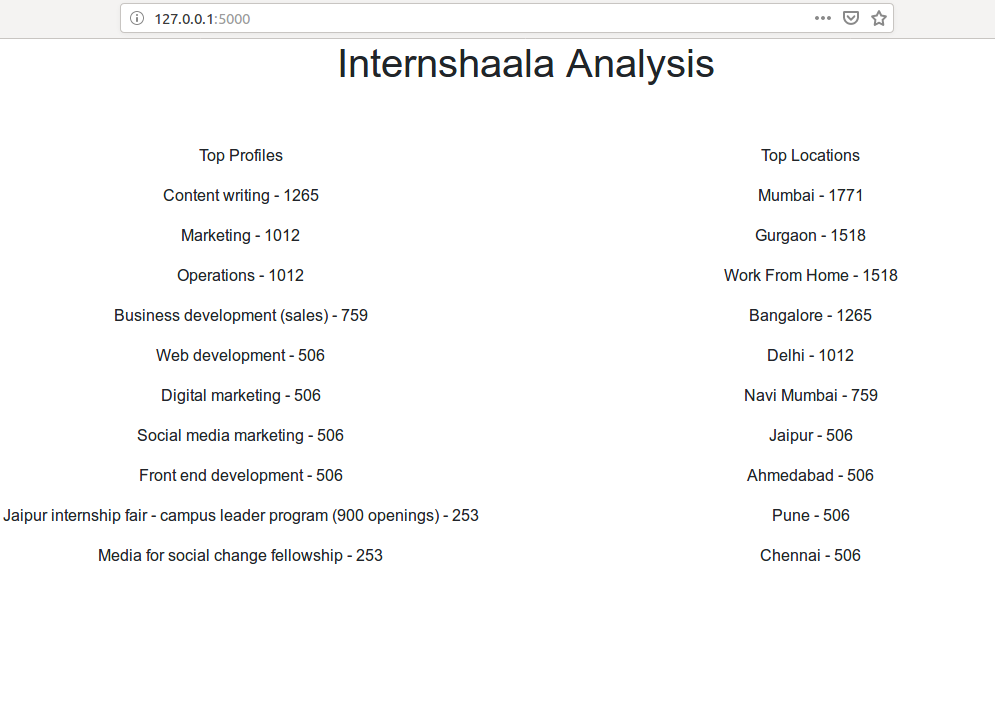 127.0.0.1:5000
Internshaala Analysis
Top Profiles
Content writing - 1265
Marketing - 1012
Operations - 1012
Business development (sales) - 759
Web development - 506
Digital marketing - 506
Social media marketing - 506
Front end development - 506
Jaipur internship fair - campus leader program (900 openings) - 253
Media for social change fellowship - 253
Top Locations
Mumbai - 1771
Gurgaon - 1518
Work From Home - 1518
Bangalore - 1265
Delhi - 1012
Navi Mumbai - 759
Jaipur - 506
Ahmedabad - 506
Pune - 506
Chennai - 506